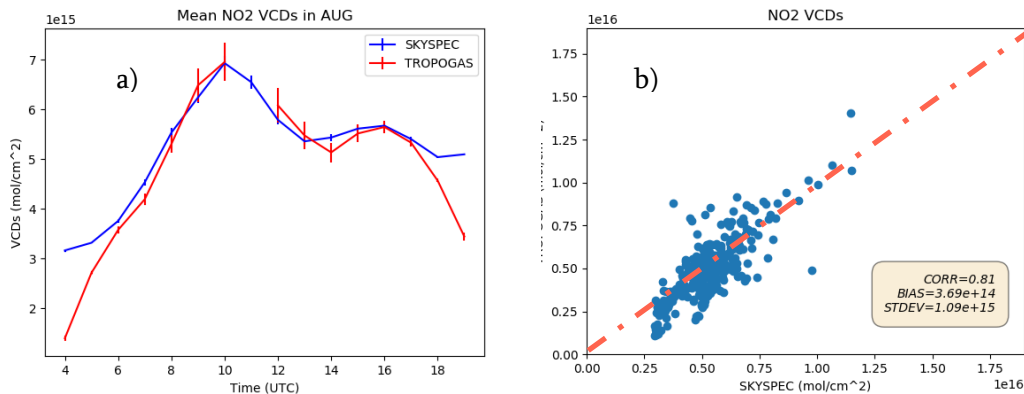 Mean NO2 VCDs in AUG
1e15
a)
SKYSPEC
TROPOGAS
7
6
5
4
3
2
VCDs (mol/cm^2)
4 6 8 10 12 14 16 18
Time (UTC)
NO2 VCDs
1e16
b)
1.75
1.50
1.25
1.00
0.75
0.50
0.25
0.00
CORR=0.81
BIAS=3.69e+14
STDEV=1.09e+15
0.00 0.25 0.50 0.75 1.00 1.25 1.50 1.75
SKYSPEC (mol/cm^2)
1e16